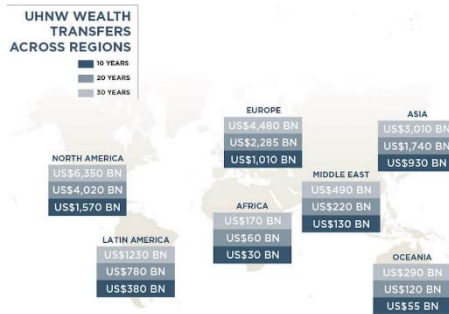 UHNW WEALTH
TRANSFERS
ACROSS REGIONS
10 YEARS
20 YEARS
30 YEARS
NORTH AMERICA
US$6,350 BN
US$4,020 BN
US$1,570 BN
LATIN AMERICA
US$1230 BN
US$780 BN
US$380 BN
EUROPE
US$4,480 BN
US$2,285 BN
US$1,010 BN
AFRICA
US$170 BN
US$60 BN
US$30 BN
MIDDLE EAST
US$490 BN
US$220 BN
US$130 BN
ASIA
US$3,010 BN
US$1,740 BN
US$930 BN
OCEANIA
US$290 BN
US$120 BN
US$55 BN